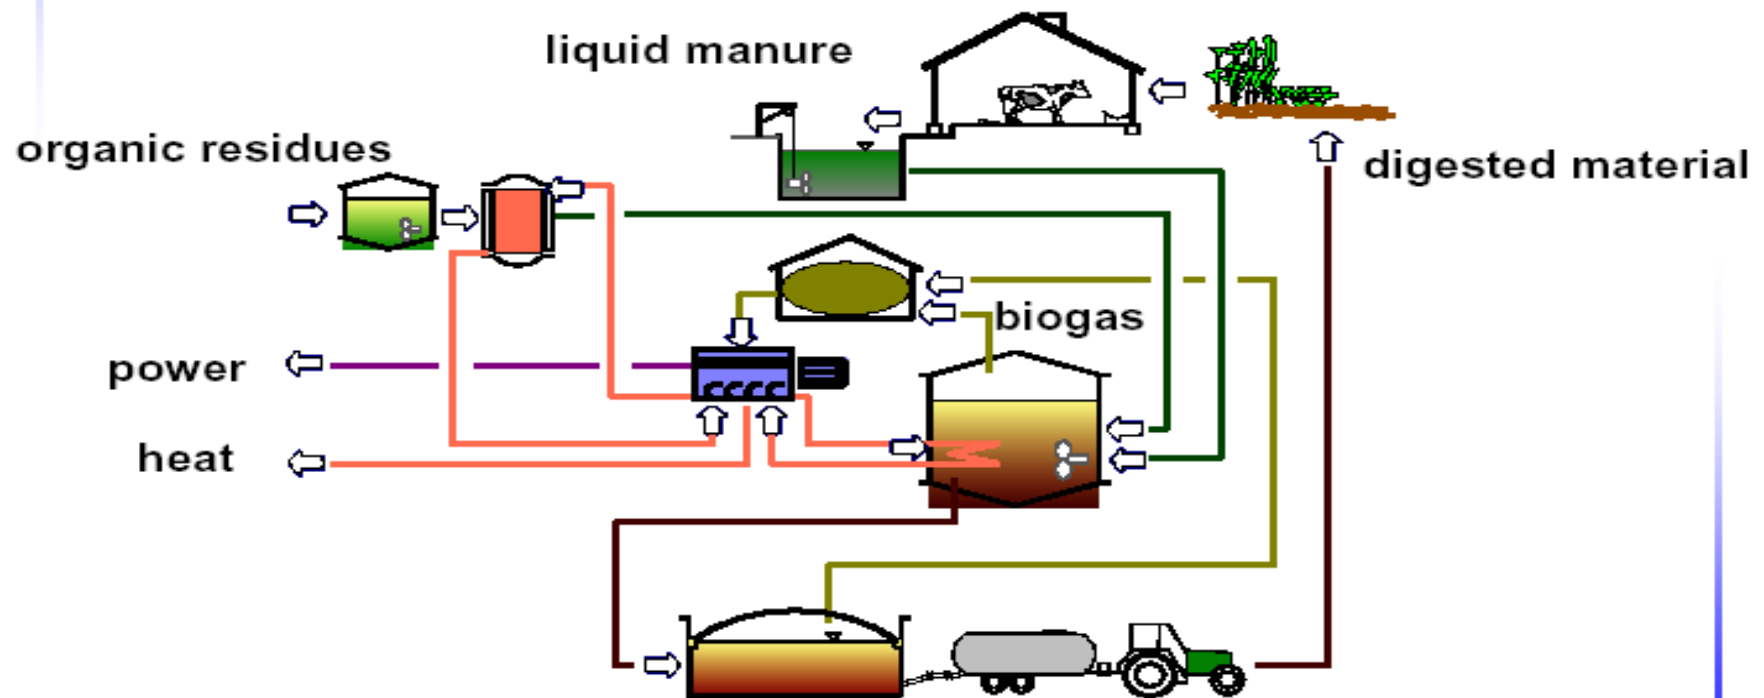 liquid manure
organic residues
digested material
biogas
power
heat